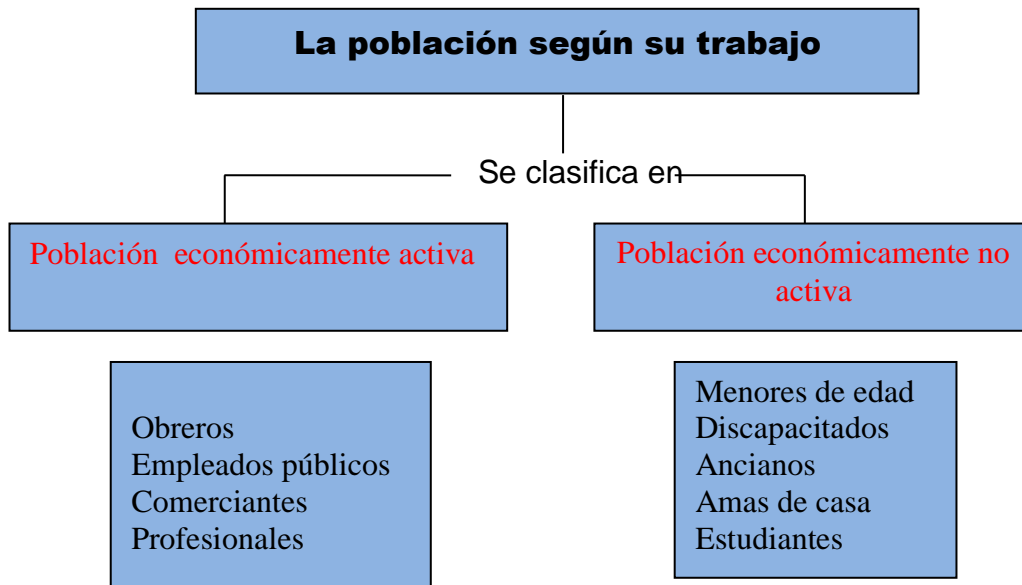 La población según su trabajo
Se clasifica en
Población económicamente activa
Población económicamente no
activa
Obreros
Empleados públicos
Comerciantes
Profesionales
Menores de edad
Discapacitados
Ancianos
Amas de casa
Estudiantes